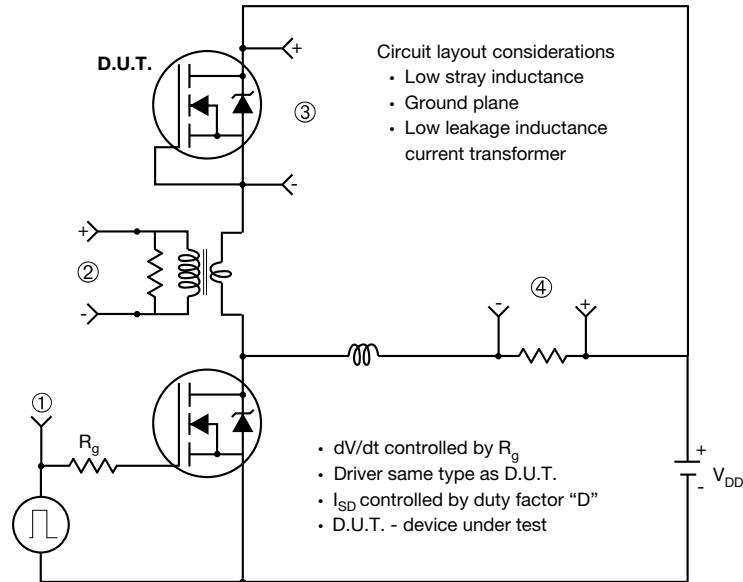 D.U.T.
+
Circuit layout considerations
• Low stray inductance
• Ground plane
• Low leakage inductance
current transformer
③
-
+
②
-
④
-
+
①
R_g
• dV/dt controlled by R_g
• Driver same type as D.U.T.
• I_SD controlled by duty factor “D”
• D.U.T. - device under test
+
-
V_DD